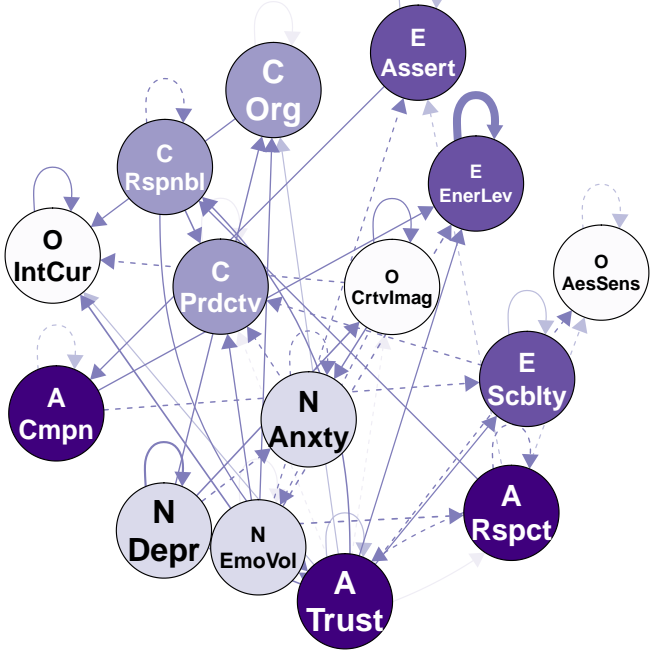 E
Assert
C
Org
C
Rspnbl
E
EnerLev
O
IntCur
C
Prdctv
O
CrtvImag
O
AesSens
A
Cmpn
N
Anxty
E
Scblty
N
Depr
N
EmoVol
A
Rspct
A
Trust